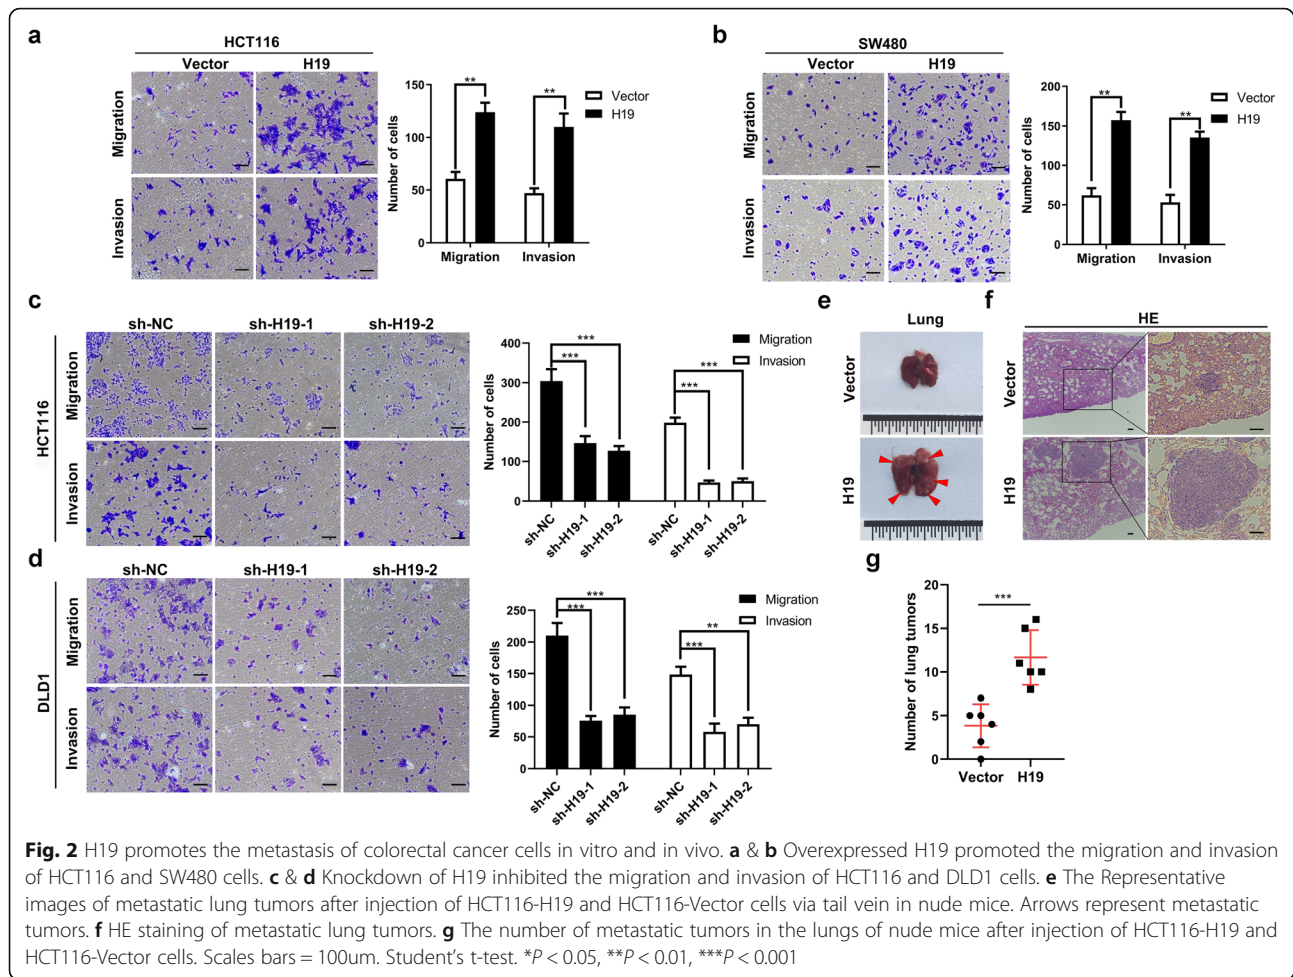 a
HCT116
Vector H19
Migration
Invasion
Number of cells
150
100
50
0
** **
Vector
H19
Migration Invasion
b
SW480
Vector H19
Migration
Invasion
Number of cells
200
150
100
50
0
** **
Vector
H19
Migration Invasion
c
HCT116
sh-NC sh-H19-1 sh-H19-2
Migration
Invasion
Number of cells
400
300
200
100
0
*** ***
*** ***
Migration
Invasion
sh-NC sh-H19-1 sh-H19-2 sh-NC sh-H19-1 sh-H19-2
d
DLD1
sh-NC sh-H19-1 sh-H19-2
Migration
Invasion
Number of cells
250
200
150
100
50
0
*** ***
*** **
Migration
Invasion
sh-NC sh-H19-1 sh-H19-2 sh-NC sh-H19-1 sh-H19-2
e
Lung
Vector
H19
f
HE
Vector
H19
g
Number of lung tumors
20
15
10
5
0
***
Vector H19
Fig. 2 H19 promotes the metastasis of colorectal cancer cells in vitro and in vivo. a & b Overexpressed H19 promoted the migration and invasion
of HCT116 and SW480 cells. c & d Knockdown of H19 inhibited the migration and invasion of HCT116 and DLD1 cells. e The Representative
images of metastatic lung tumors after injection of HCT116-H19 and HCT116-Vector cells via tail vein in nude mice. Arrows represent metastatic
tumors. f HE staining of metastatic lung tumors. g The number of metastatic tumors in the lungs of nude mice after injection of HCT116-H19 and
HCT116-Vector cells. Scales bars = 100um. Student's t-test. *P < 0.05, **P < 0.01, ***P < 0.001